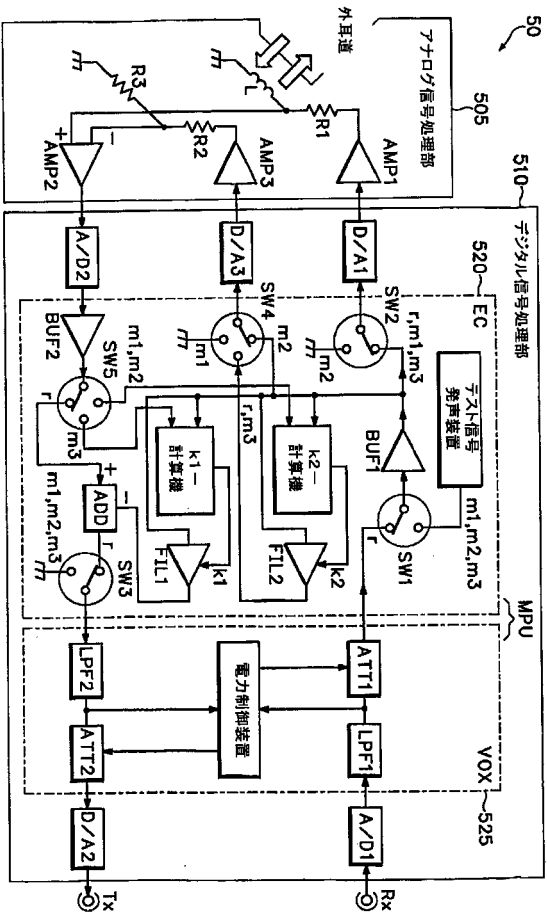 50
アナログ信号処理部
505
外耳道
L
R1
R2
R3
AMP1
AMP3
AMP2
+
−
510
デジタル信号処理部
D/A1
D/A3
A/D2
520
EC
テスト信号
発声装置
m1,m2,m3
SW1
r
BUF1
SW2
r,m1,m3
m2
SW4
m2
m1
r,m3
k2−
計算機
FIL2
k2
k1−
計算機
FIL1
k1
BUF2
SW5
m1,m2
r
m3
+
−
ADD
r
SW3
m1,m2,m3
MPU
VOX
525
ATT1
LPF1
電力制御装置
LPF2
ATT2
A/D1
D/A2
Rx
Tx